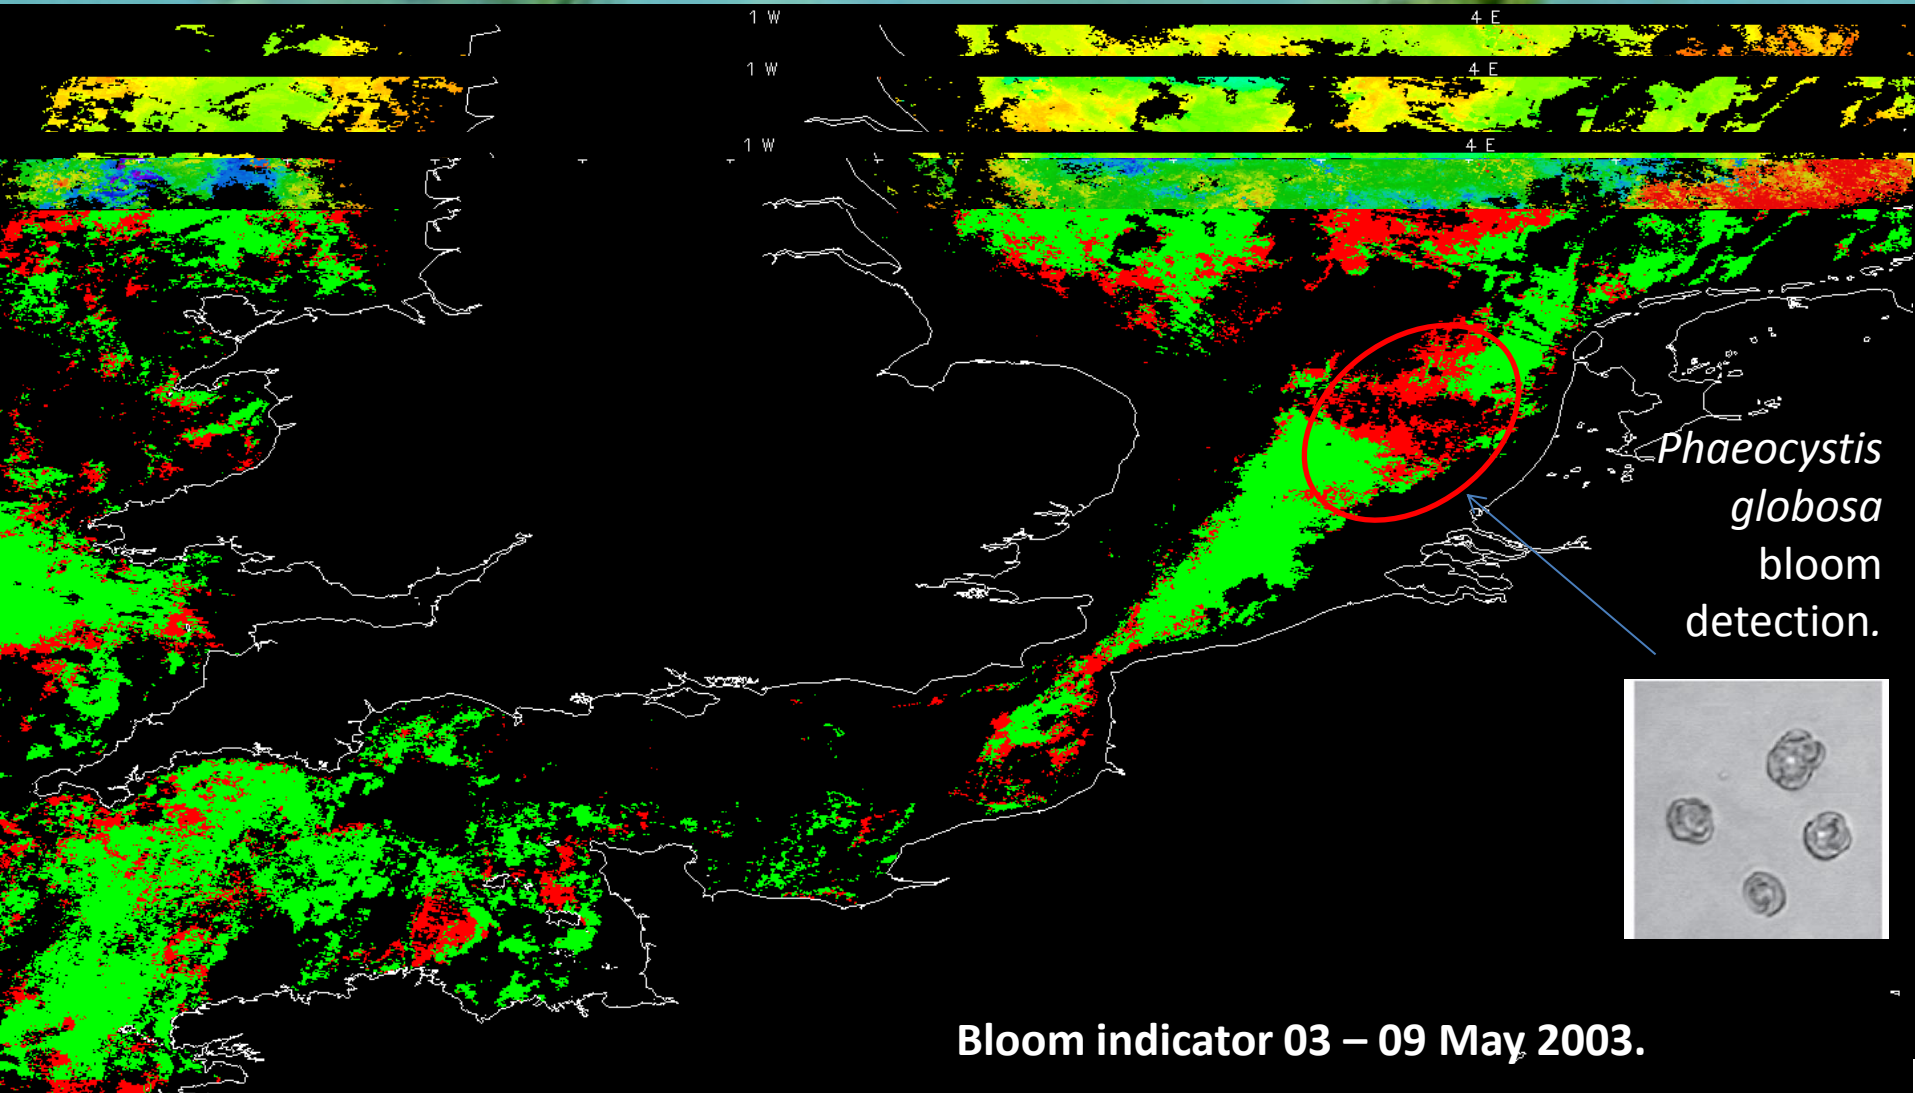 1 W 4 E
1 W 4 E
1 W 4 E
Phaeocystis
globosa
bloom
detection.
Bloom indicator 03 – 09 May 2003.